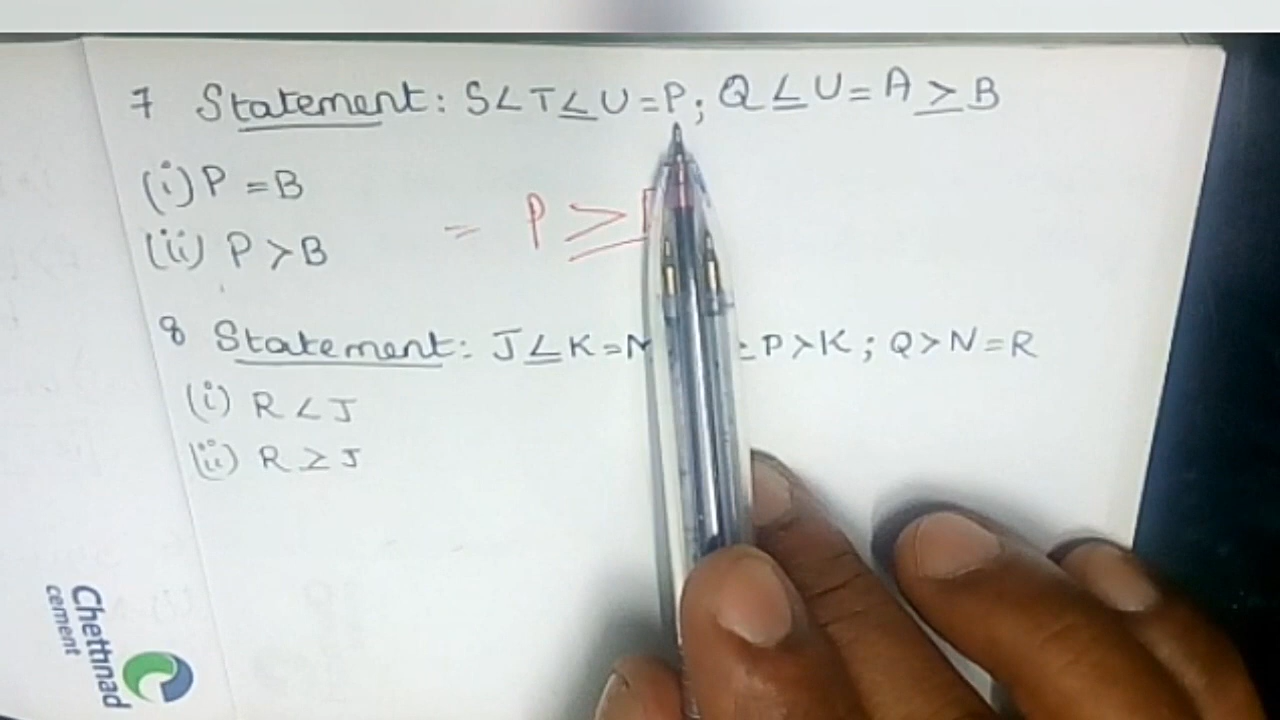 7 Statement: S<T≤U=P; Q≤U=A≥B
(i) P=B
(ii) P>B
= P≥
8 Statement: J≤K=N P>K; Q>N=R
(i) R<J
(ii) R≥J
Chettinad
cement